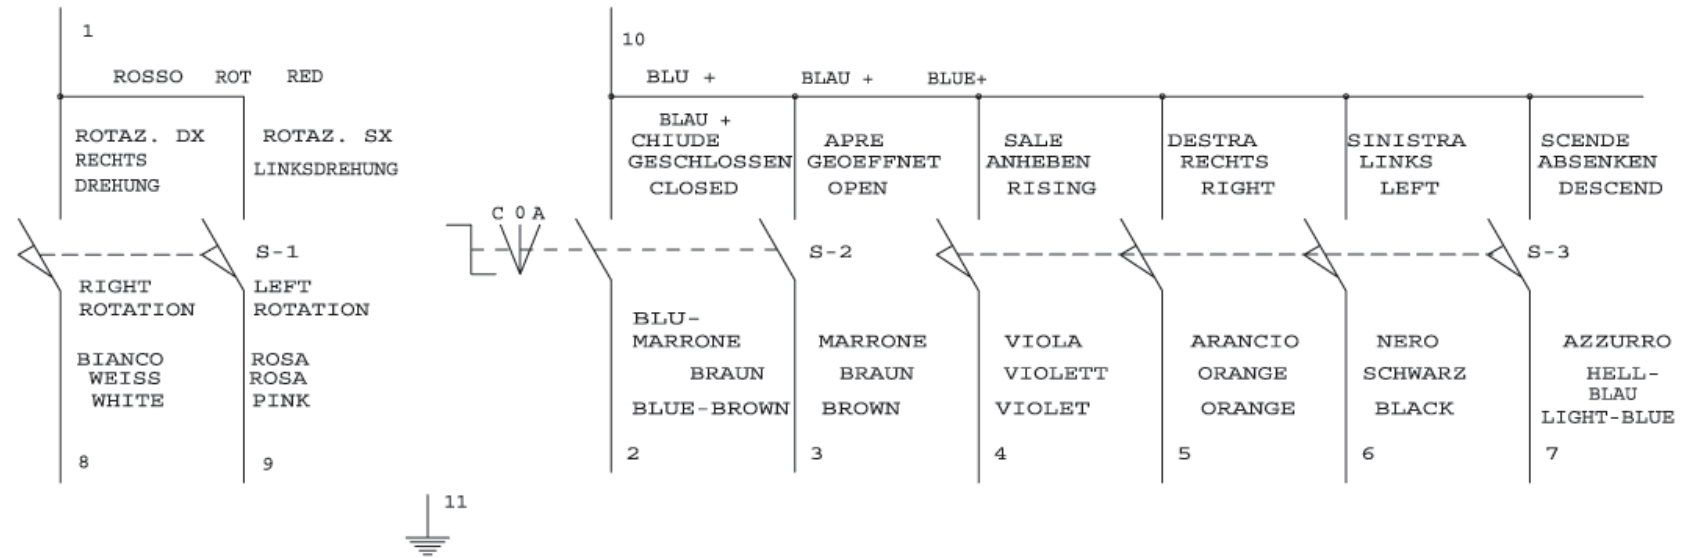 1
10
ROSSO ROT RED
BLU + BLAU + BLUE+
BLAU +
ROTAZ. DX
RECHTS
DREHUNG
ROTAZ. SX
LINKSDREHUNG
CHIUDE
GESCHLOSSEN
CLOSED
APRE
GEOEFFNET
OPEN
SALE
ANHEBEN
RISING
DESTRA
RECHTS
RIGHT
SINISTRA
LINKS
LEFT
SCENDE
ABSENKEN
DESCEND
C 0 A
S-1
S-2
S-3
RIGHT
ROTATION
LEFT
ROTATION
BIANCO
WEISS
WHITE
ROSA
ROSA
PINK
BLU-
MARRONE
BRAUN
BLUE-BROWN
MARRONE
BRAUN
BROWN
VIOLA
VIOLETT
VIOLET
ARANCIO
ORANGE
ORANGE
NERO
SCHWARZ
BLACK
AZZURRO
HELL-
BLAU
LIGHT-BLUE
8
9
2
3
4
5
6
7
11